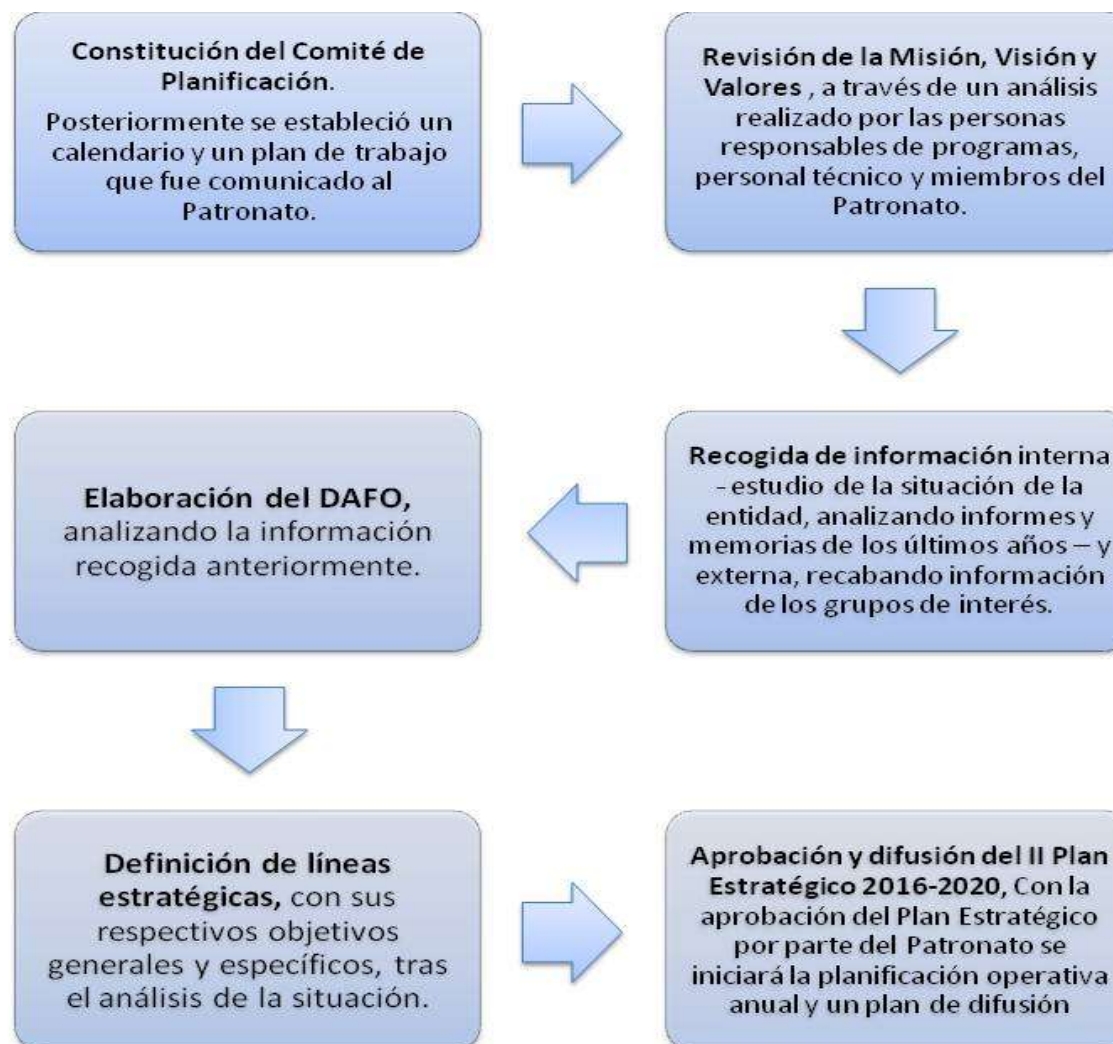 Constitución del Comité de
Planificación.
Posteriormente se estableció un
calendario y un plan de trabajo
que fue comunicado al
Patronato.
Revisión de la Misión, Visión y
Valores , a través de un análisis
realizado por las personas
responsables de programas,
personal técnico y miembros del
Patronato.
Recogida de información interna
- estudio de la situación de la
entidad, analizando informes y
memorias de los últimos años – y
externa, recabando información
de los grupos de interés.
Elaboración del DAFO,
analizando la información
recogida anteriormente.
Definición de líneas
estratégicas, con sus
respectivos objetivos
generales y específicos, tras
el análisis de la situación.
Aprobación y difusión del II Plan
Estratégico 2016-2020, Con la
aprobación del Plan Estratégico
por parte del Patronato se
iniciará la planificación operativa
anual y un plan de difusión